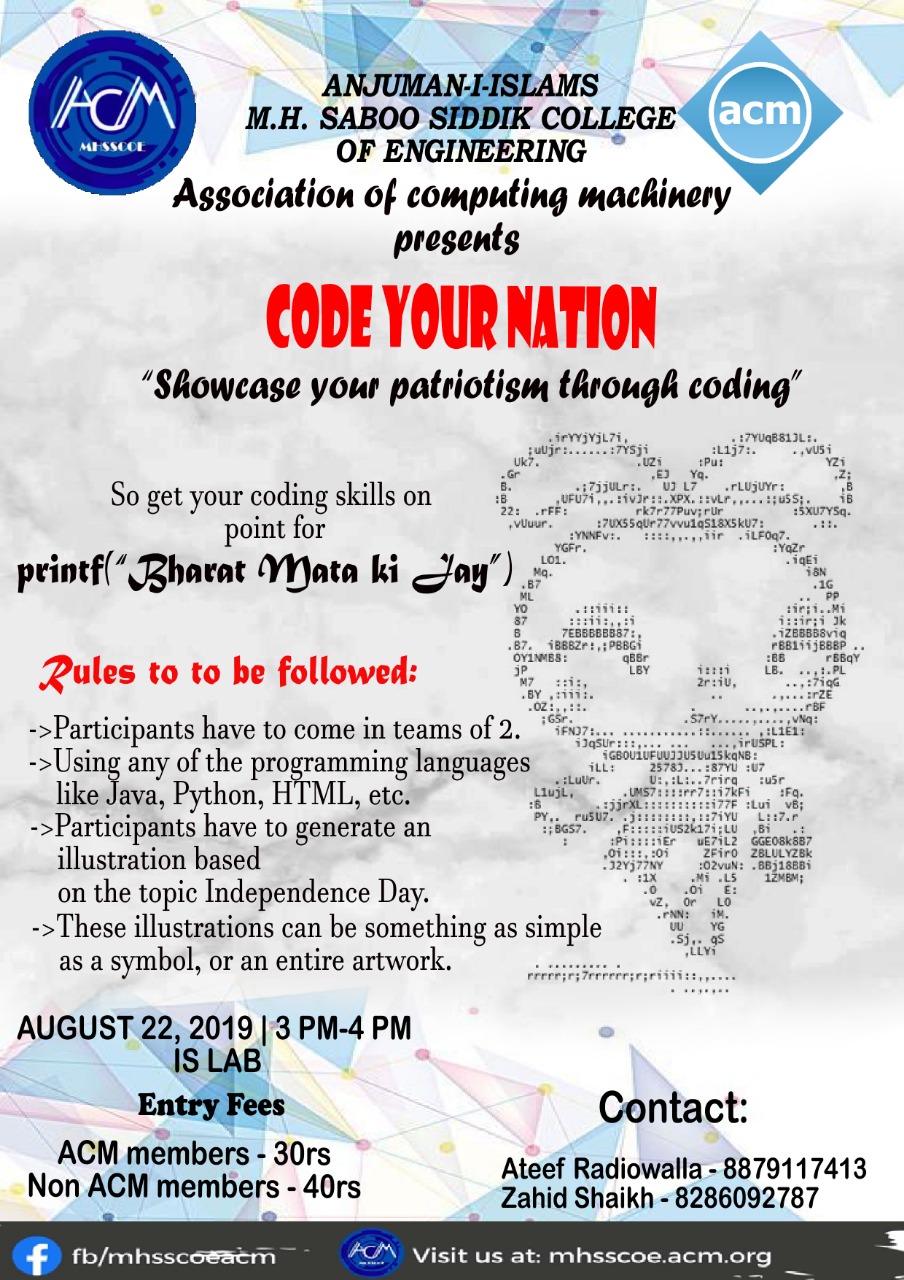 ACM
MHSSCOE
acm
ANJUMAN-I-ISLAMS
M.H. SABOO SIDDIK COLLEGE
OF ENGINEERING
Association of computing machinery
presents
CODE YOUR NATION
“Showcase your patriotism through coding”
So get your coding skills on
point for
printf(“Bharat Mata ki Jay”)
Rules to to be followed:
->Participants have to come in teams of 2.
->Using any of the programming languages
like Java, Python, HTML, etc.
->Participants have to generate an
illustration based
on the topic Independence Day.
->These illustrations can be something as simple
as a symbol, or an entire artwork.
AUGUST 22, 2019 | 3 PM-4 PM
IS LAB
Entry Fees
ACM members - 30rs
Non ACM members - 40rs
Contact:
Ateef Radiowalla - 8879117413
Zahid Shaikh - 8286092787
fb/mhsscoeacm
ACM
Visit us at: mhsscoe.acm.org